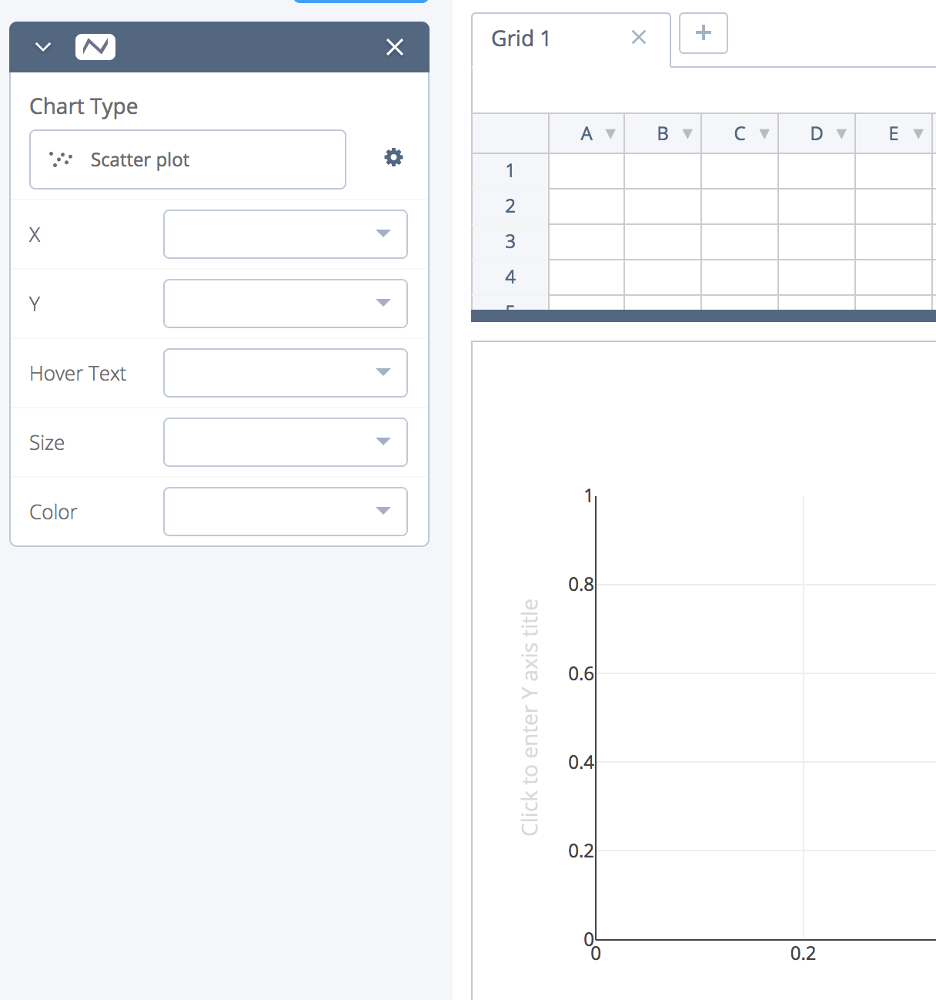 Chart Type
Scatter plot
X
Y
Hover Text
Size
Color
Grid 1
A B C D E
1
2
3
4
5
Click to enter Y axis title
1
0.8
0.6
0.4
0.2
0
0 0.2